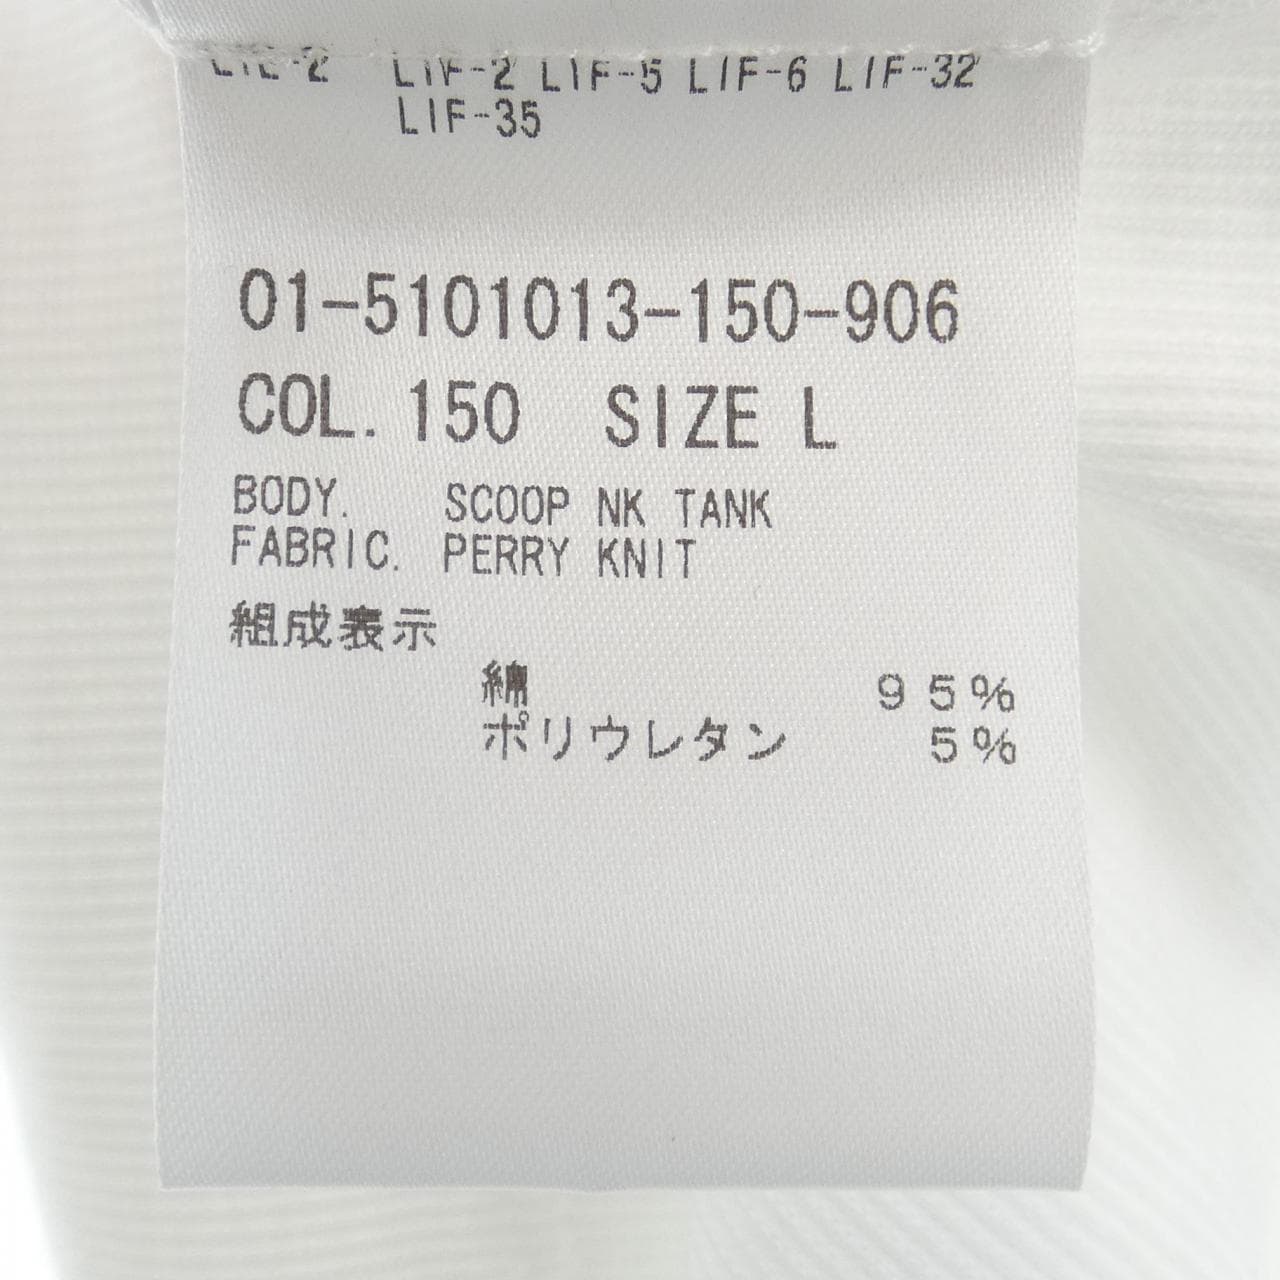 LIF-2 LIF-5 LIF-6 LIF-32
LIF-35
01-5101013-150-906
COL. 150 SIZE L
BODY. SCOOP NK TANK
FABRIC. PERRY KNIT
組成表示
綿 95%
ポリウレタン 5%